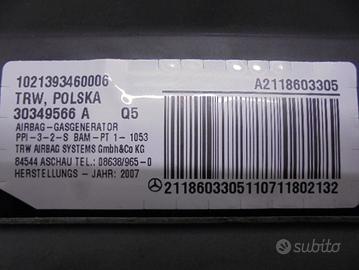 1021393460006
A2118603305
TRW, POLSKA
30349566 A Q5
AIRBAG-GASGENERATOR
PPI-3-2-S BAM-PT 1- 1053
TRW AIRBAG SYSTEMS GmbH&Co KG
84544 ASCHAU TEL.: 08638/965-0
HERSTELLUNGS - JAHR: 2007
2118603305110711802132
subito